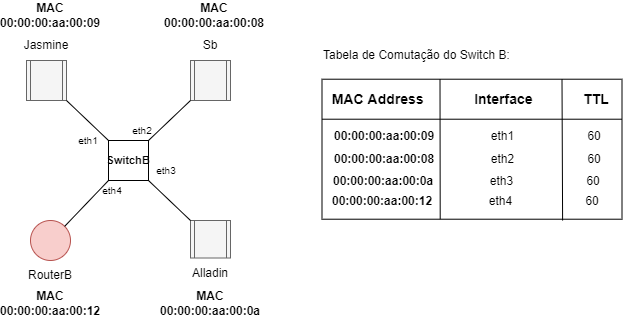 MAC
00:00:00:aa:00:09
MAC
00:00:00:aa:00:08
Jasmine
Sb
eth1
eth2
SwitchB
eth3
eth4
RouterB
Alladin
MAC
00:00:00:aa:00:12
MAC
00:00:00:aa:00:0a
Tabela de Comutação do Switch B:
MAC Address Interface TTL
00:00:00:aa:00:09 eth1 60
00:00:00:aa:00:08 eth2 60
00:00:00:aa:00:0a eth3 60
00:00:00:aa:00:12 eth4 60